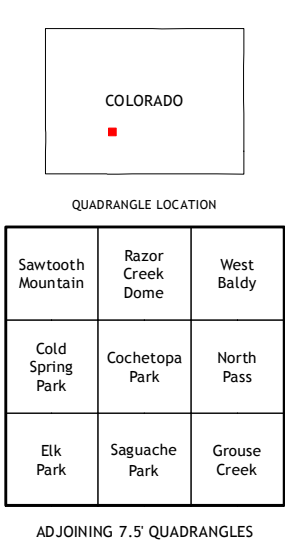 COLORADO
QUADRANGLE LOCATION
Sawtooth
Mountain
Razor
Creek
Dome
West
Baldy
Cold
Spring
Park
Cochetopa
Park
North
Pass
Elk
Park
Saguache
Park
Grouse
Creek
ADJOINING 7.5' QUADRANGLES